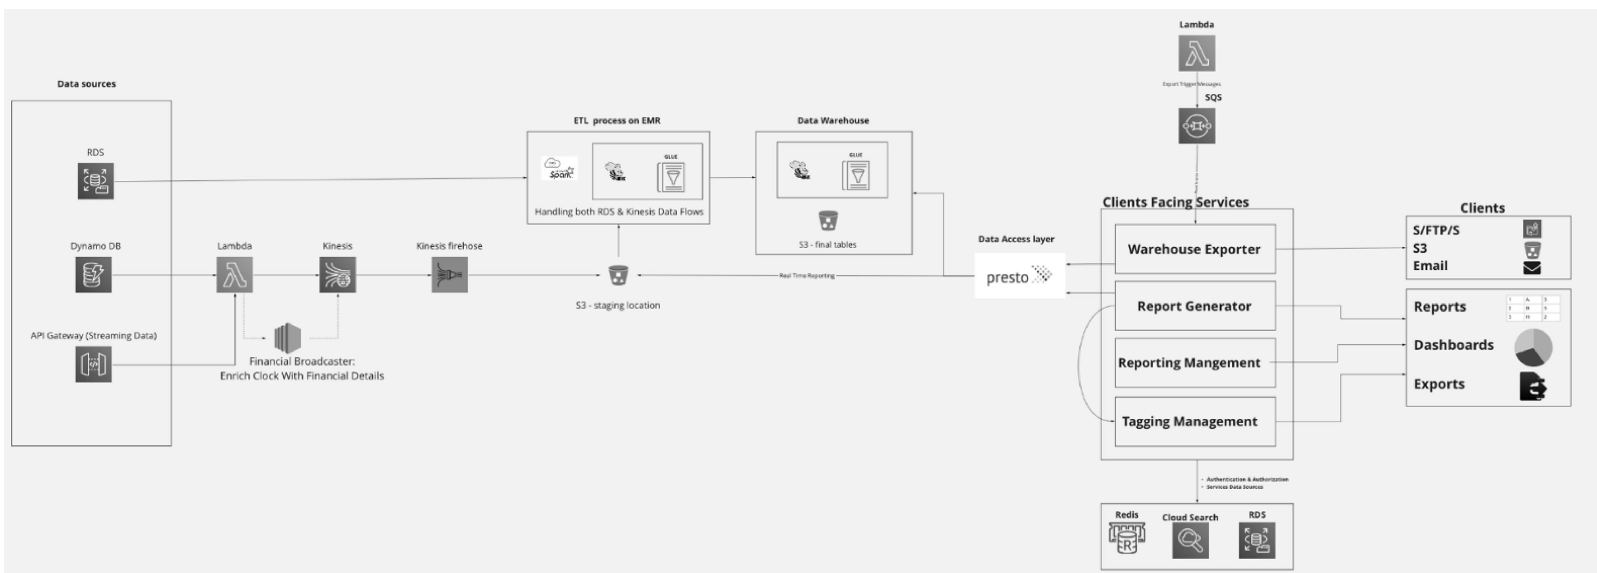 Lambda
Export Trigger Messages
SQS
Data sources
RDS
Dynamo DB
API Gateway (Streaming Data)
Lambda
Kinesis
Kinesis firehose
Financial Broadcaster:
Enrich Clock With Financial Details
ETL process on EMR
Spark
GLUE
Handling both RDS & Kinesis Data Flows
S3 - staging location
Data Warehouse
GLUE
S3 - final tables
Real Time Reporting
Data Access layer
presto
Clients Facing Services
Warehouse Exporter
Report Generator
Reporting Mangement
Tagging Management
Clients
S/FTP/S
S3
Email
Reports
Dashboards
Exports
- Authentication & Authorization
- Services Data Sources
Redis
R
Cloud Search
RDS